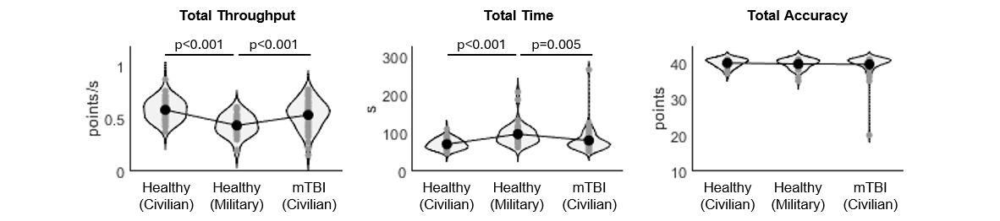 Total Throughput
p<0.001
p<0.001
1
0.5
0
points/s
Healthy
(Civilian)
Healthy
(Military)
mTBI
(Civilian)
Total Time
p<0.001
p=0.005
300
200
100
0
s
Healthy
(Civilian)
Healthy
(Military)
mTBI
(Civilian)
Total Accuracy
40
30
20
10
points
Healthy
(Civilian)
Healthy
(Military)
mTBI
(Civilian)